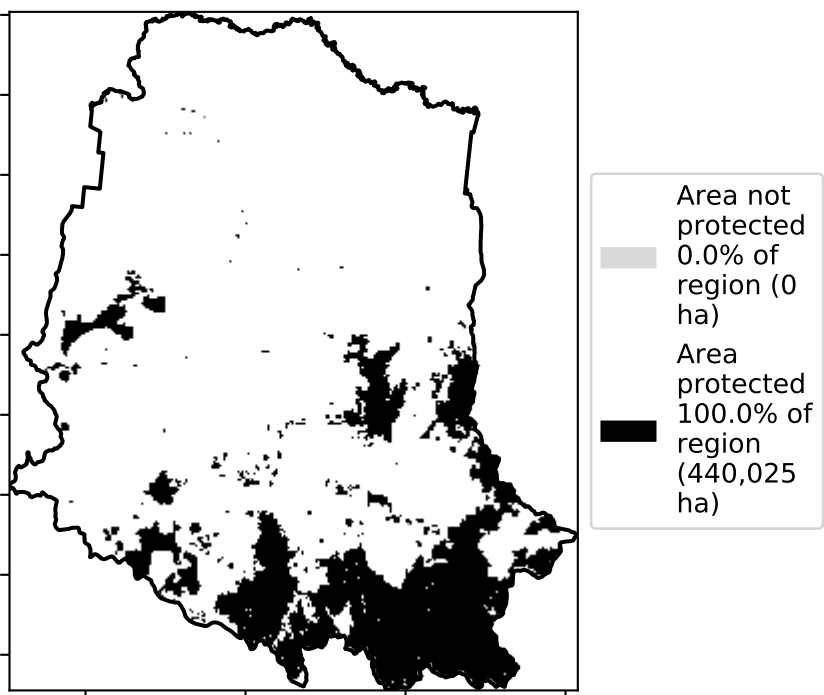 Area not
protected
0.0% of
region (0
ha)
Area
protected
100.0% of
region
(440,025
ha)